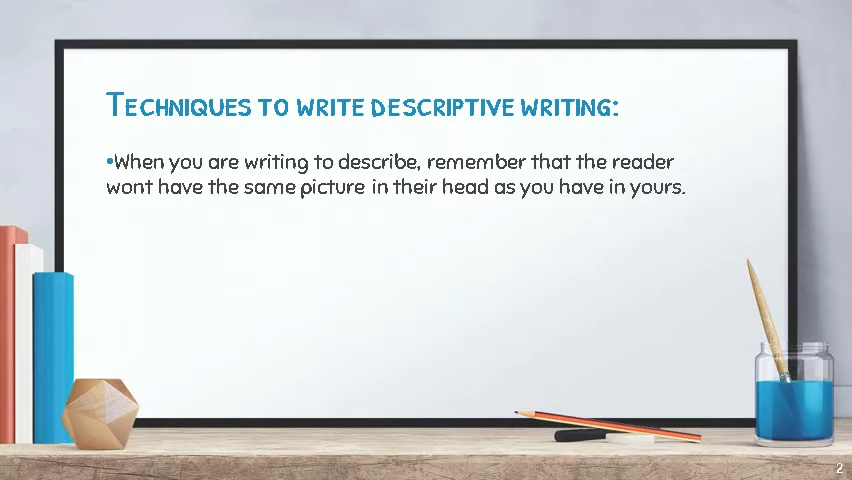 Techniques to write descriptive writing:
•When you are writing to describe, remember that the reader
wont have the same picture in their head as you have in yours.
2